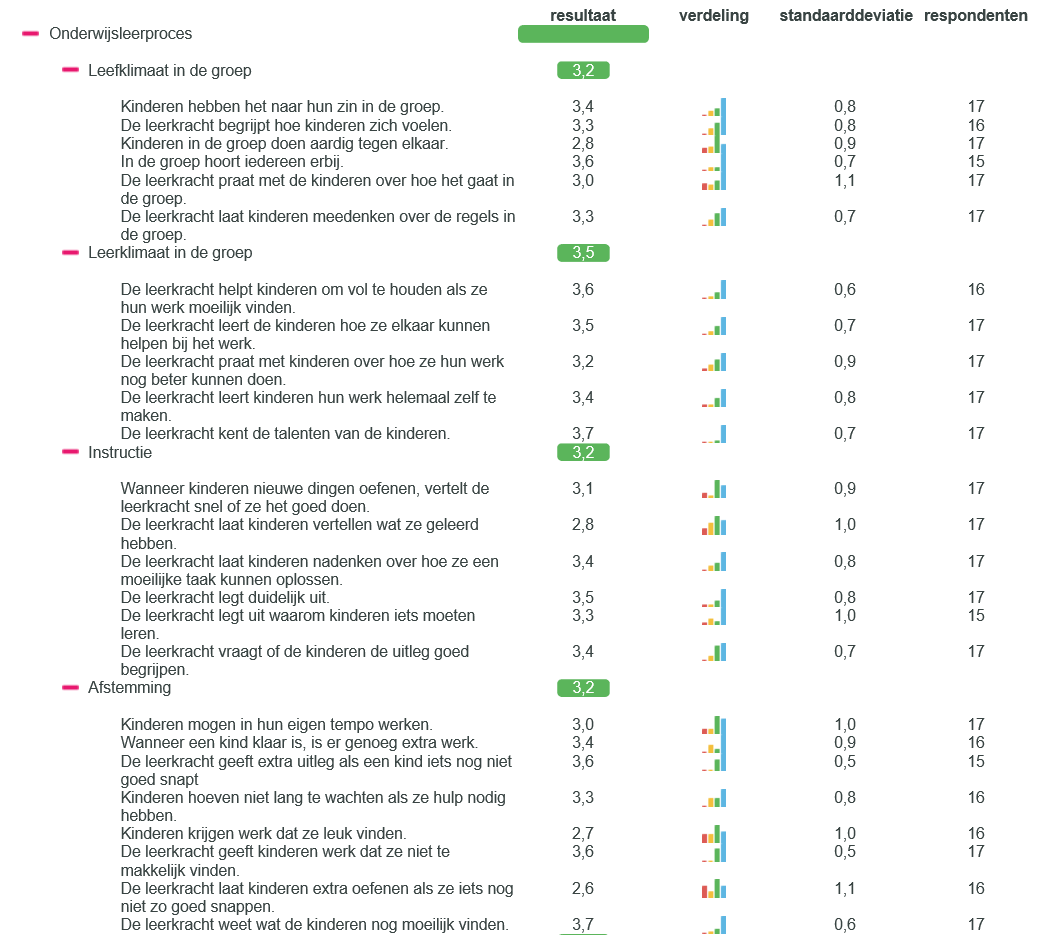 resultaat verdeling standaarddeviatie respondenten
Onderwijsleerproces
Leefklimaat in de groep 3,2
Kinderen hebben het naar hun zin in de groep. 3,4 0,8 17
De leerkracht begrijpt hoe kinderen zich voelen. 3,3 0,8 16
Kinderen in de groep doen aardig tegen elkaar. 2,8 0,9 17
In de groep hoort iedereen erbij. 3,6 0,7 15
De leerkracht praat met de kinderen over hoe het gaat in 3,0 1,1 17
de groep.
De leerkracht laat kinderen meedenken over de regels in 3,3 0,7 17
de groep.
Leerklimaat in de groep 3,5
De leerkracht helpt kinderen om vol te houden als ze 3,6 0,6 16
hun werk moeilijk vinden.
De leerkracht leert de kinderen hoe ze elkaar kunnen 3,5 0,7 17
helpen bij het werk.
De leerkracht praat met kinderen over hoe ze hun werk 3,2 0,9 17
nog beter kunnen doen.
De leerkracht leert kinderen hun werk helemaal zelf te 3,4 0,8 17
maken.
De leerkracht kent de talenten van de kinderen. 3,7 0,7 17
Instructie 3,2
Wanneer kinderen nieuwe dingen oefenen, vertelt de 3,1 0,9 17
leerkracht snel of ze het goed doen.
De leerkracht laat kinderen vertellen wat ze geleerd 2,8 1,0 17
hebben.
De leerkracht laat kinderen nadenken over hoe ze een 3,4 0,8 17
moeilijke taak kunnen oplossen.
De leerkracht legt duidelijk uit. 3,5 0,8 17
De leerkracht legt uit waarom kinderen iets moeten 3,3 1,0 15
leren.
De leerkracht vraagt of de kinderen de uitleg goed 3,4 0,7 17
begrijpen.
Afstemming 3,2
Kinderen mogen in hun eigen tempo werken. 3,0 1,0 17
Wanneer een kind klaar is, is er genoeg extra werk. 3,4 0,9 16
De leerkracht geeft extra uitleg als een kind iets nog niet 3,6 0,5 15
goed snapt
Kinderen hoeven niet lang te wachten als ze hulp nodig 3,3 0,8 16
hebben.
Kinderen krijgen werk dat ze leuk vinden. 2,7 1,0 16
De leerkracht geeft kinderen werk dat ze niet te 3,6 0,5 17
makkelijk vinden.
De leerkracht laat kinderen extra oefenen als ze iets nog 2,6 1,1 16
niet zo goed snappen.
De leerkracht weet wat de kinderen nog moeilijk vinden. 3,7 0,6 17